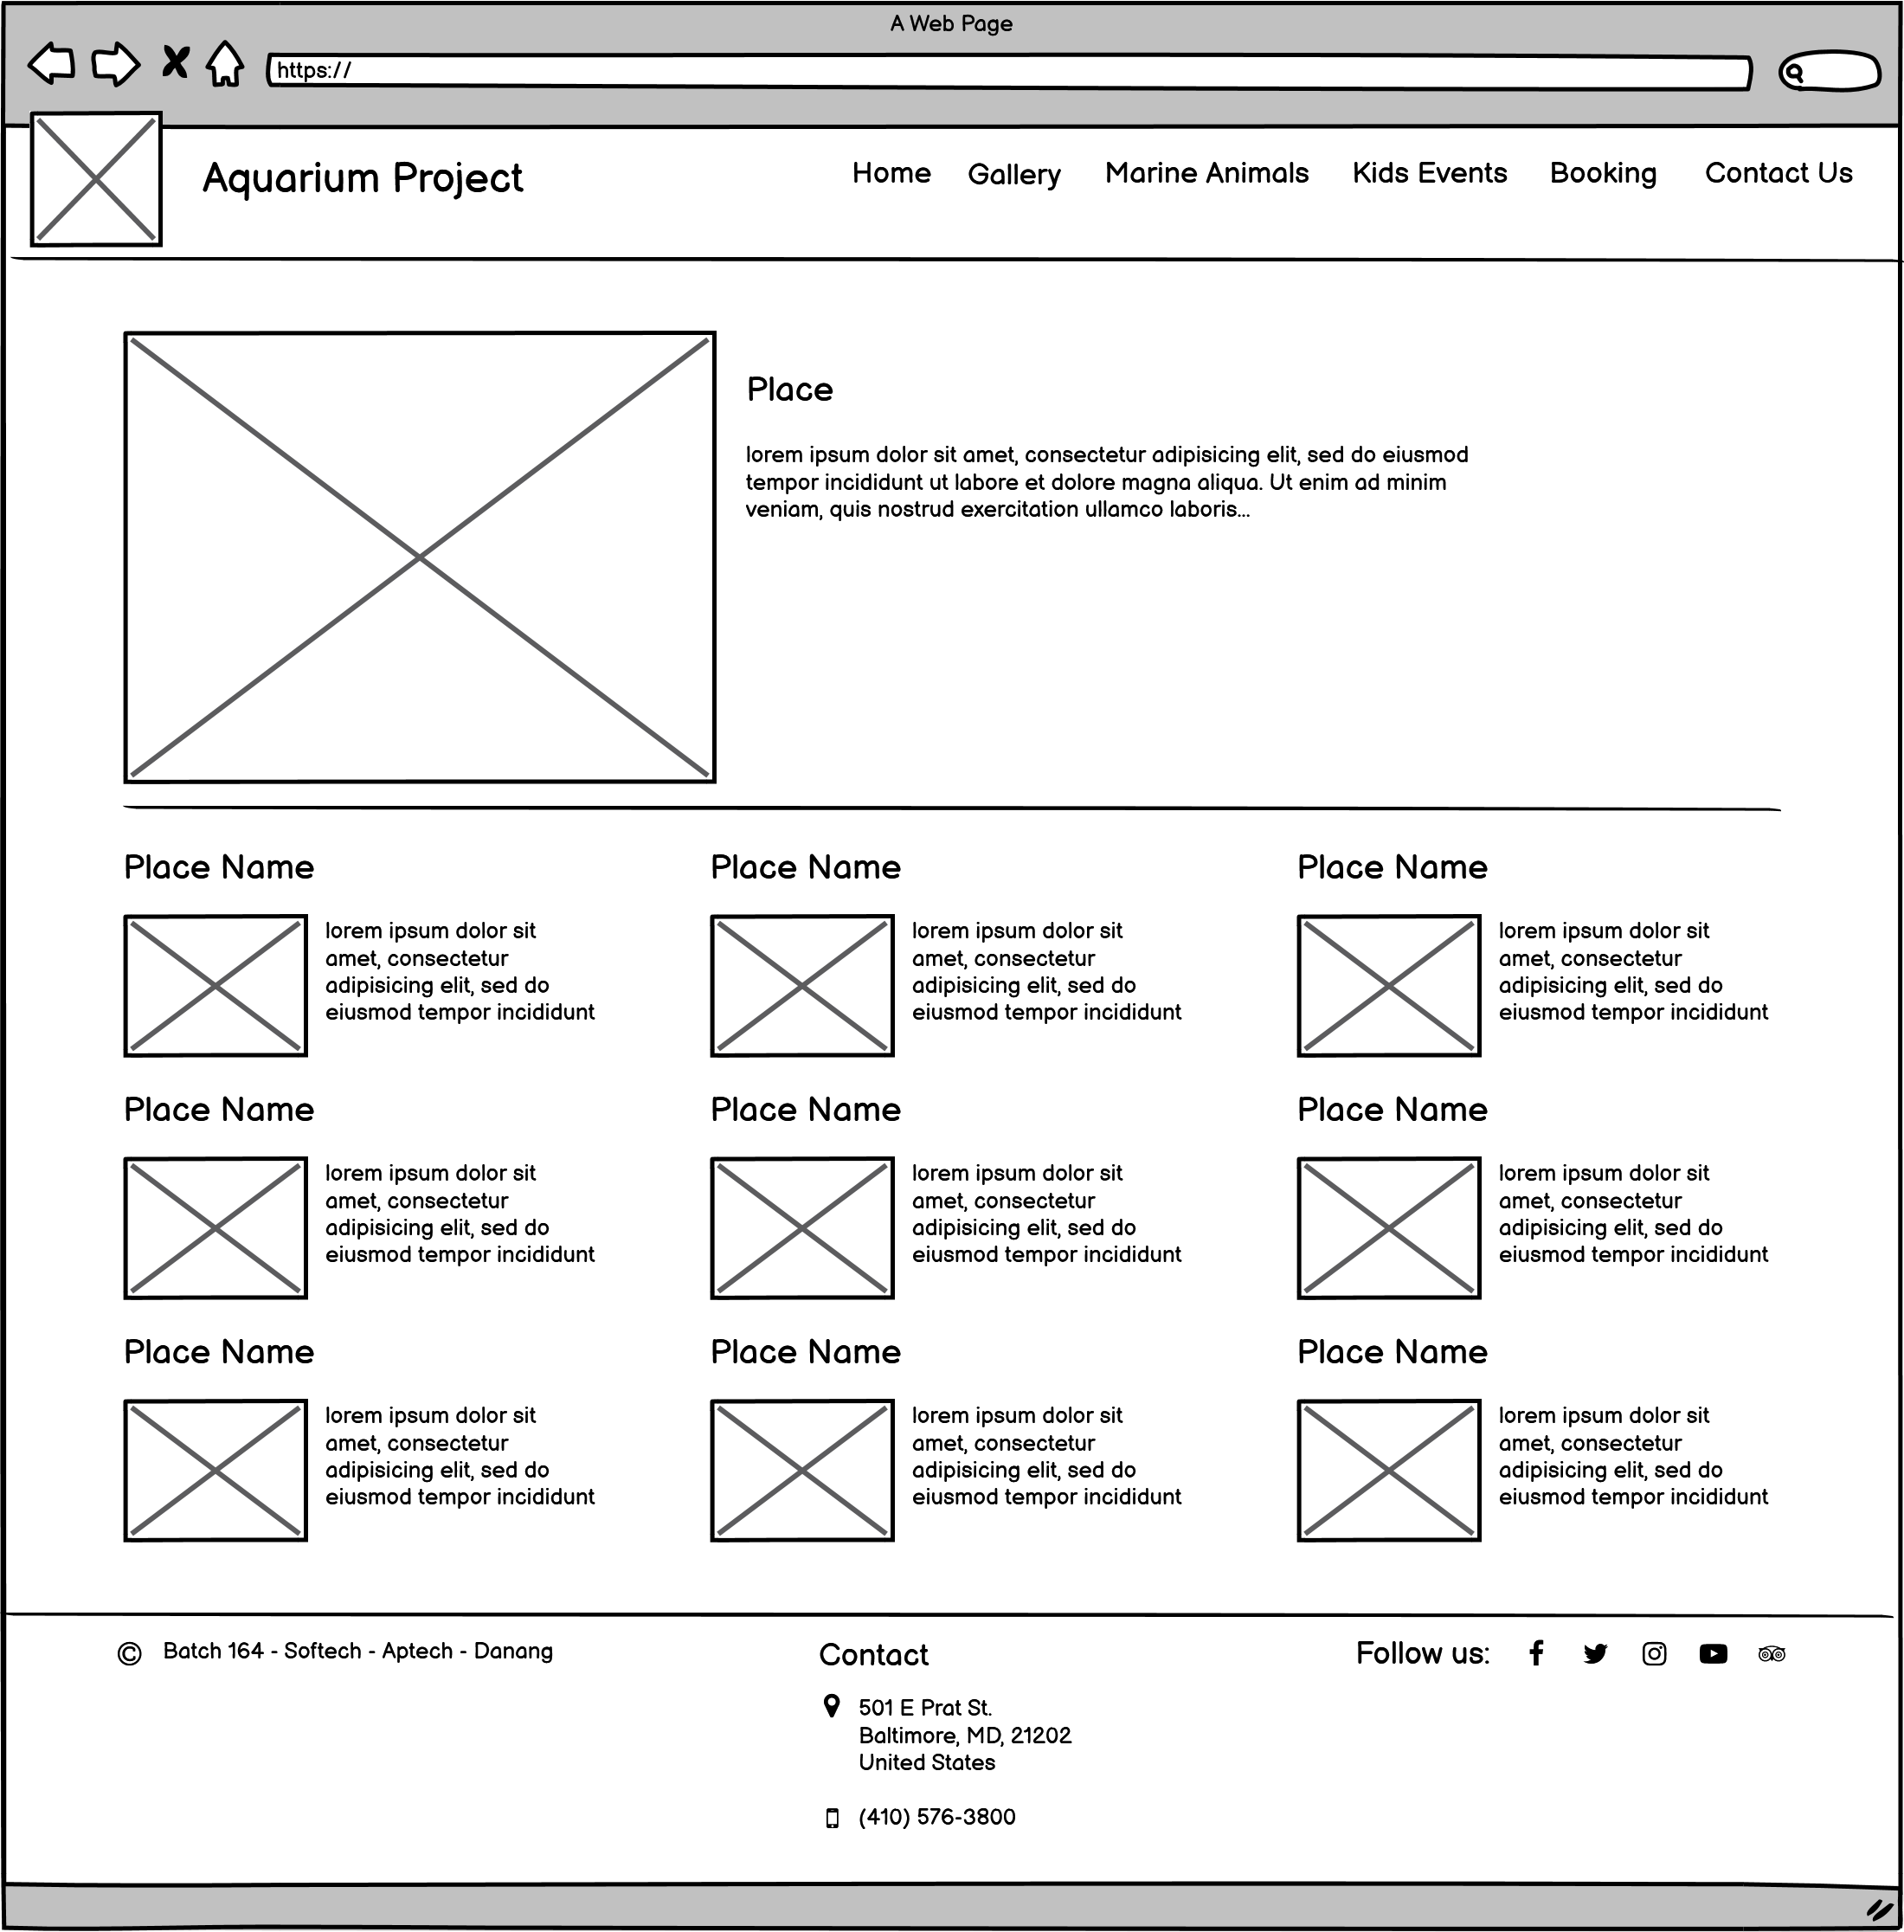 A Web Page
https://
Aquarium Project
Home Gallery Marine Animals Kids Events Booking Contact Us
Place
lorem ipsum dolor sit amet, consectetur adipisicing elit, sed do eiusmod
tempor incididunt ut labore et dolore magna aliqua. Ut enim ad minim
veniam, quis nostrud exercitation ullamco laboris...
Place Name
lorem ipsum dolor sit
amet, consectetur
adipisicing elit, sed do
eiusmod tempor incididunt
Place Name
lorem ipsum dolor sit
amet, consectetur
adipisicing elit, sed do
eiusmod tempor incididunt
Place Name
lorem ipsum dolor sit
amet, consectetur
adipisicing elit, sed do
eiusmod tempor incididunt
Place Name
lorem ipsum dolor sit
amet, consectetur
adipisicing elit, sed do
eiusmod tempor incididunt
Place Name
lorem ipsum dolor sit
amet, consectetur
adipisicing elit, sed do
eiusmod tempor incididunt
Place Name
lorem ipsum dolor sit
amet, consectetur
adipisicing elit, sed do
eiusmod tempor incididunt
Place Name
lorem ipsum dolor sit
amet, consectetur
adipisicing elit, sed do
eiusmod tempor incididunt
Place Name
lorem ipsum dolor sit
amet, consectetur
adipisicing elit, sed do
eiusmod tempor incididunt
Place Name
lorem ipsum dolor sit
amet, consectetur
adipisicing elit, sed do
eiusmod tempor incididunt
© Batch 164 - Softech - Aptech - Danang
Contact
501 E Prat St.
Baltimore, MD, 21202
United States
(410) 576-3800
Follow us: